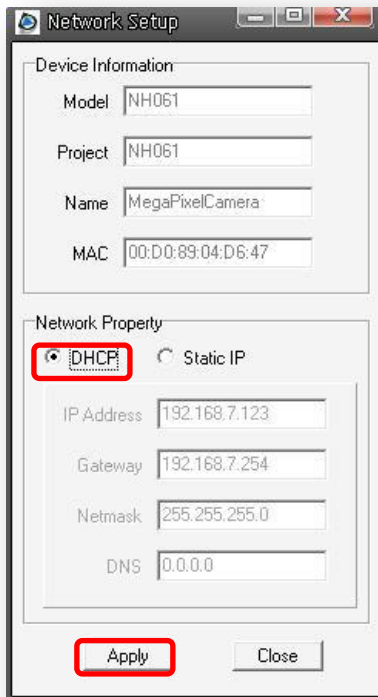 Network Setup
Device Information
Model NH061
Project NH061
Name MegaPixelCamera
MAC 00:D0:89:04:D6:47
Network Property
DHCP Static IP
IP Address 192.168.7.123
Gateway 192.168.7.254
Netmask 255.255.255.0
DNS 0.0.0.0
Apply Close